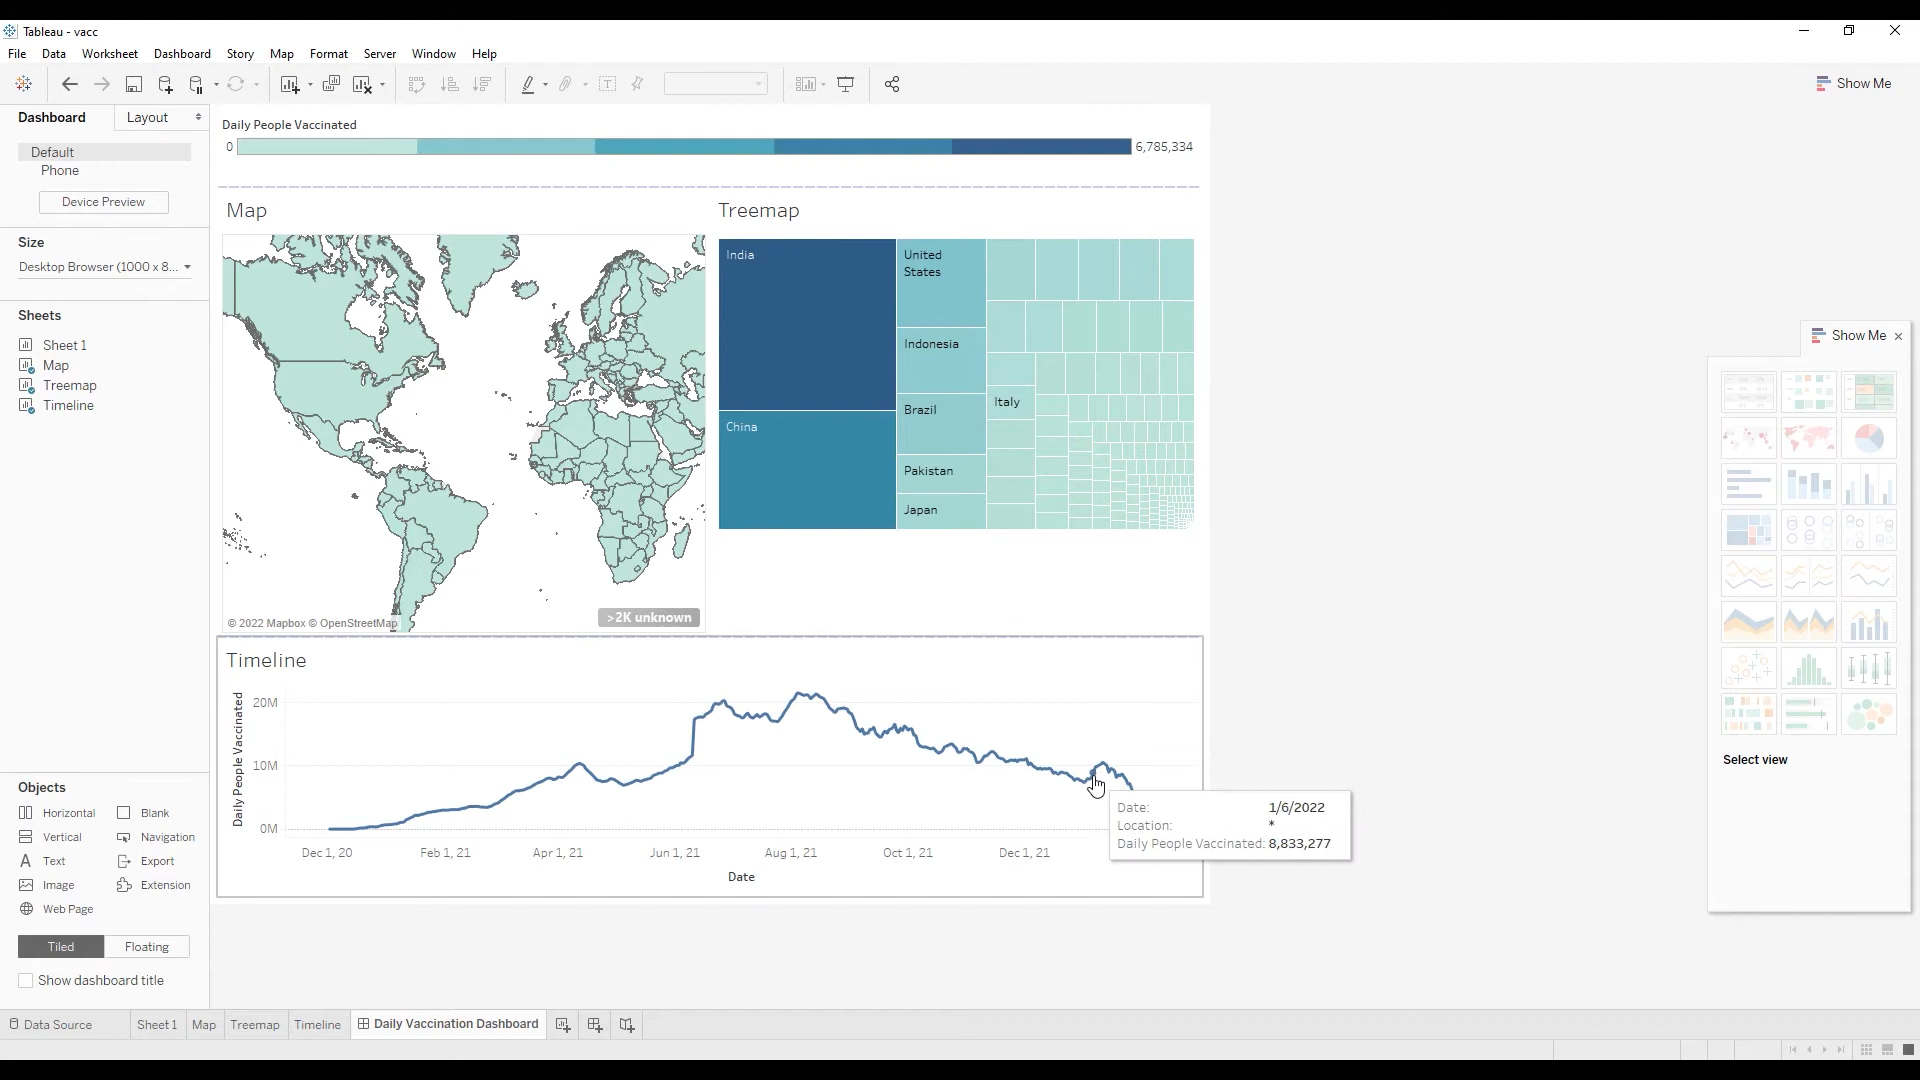 Tableau - vacc
File Data Worksheet Dashboard Story Map Format Server Window Help
Show Me
Dashboard Layout
Default
Phone
Device Preview
Size
Desktop Browser (1000 x 8...
Sheets
Sheet 1
Map
Treemap
Timeline
Objects
Horizontal Blank
Vertical Navigation
Text Export
Image Extension
Web Page
Tiled Floating
Show dashboard title
Daily People Vaccinated
0 6,785,334
Map
© 2022 Mapbox © OpenStreetMap
>2K unknown
Treemap
India
China
United
States
Indonesia
Brazil
Pakistan
Japan
Italy
Timeline
Daily People Vaccinated
20M
10M
0M
Dec 1, 20 Feb 1, 21 Apr 1, 21 Jun 1, 21 Aug 1, 21 Oct 1, 21 Dec 1, 21
Date
Date: 1/6/2022
Location: *
Daily People Vaccinated: 8,833,277
Show Me
Select view
Data Source Sheet 1 Map Treemap Timeline Daily Vaccination Dashboard